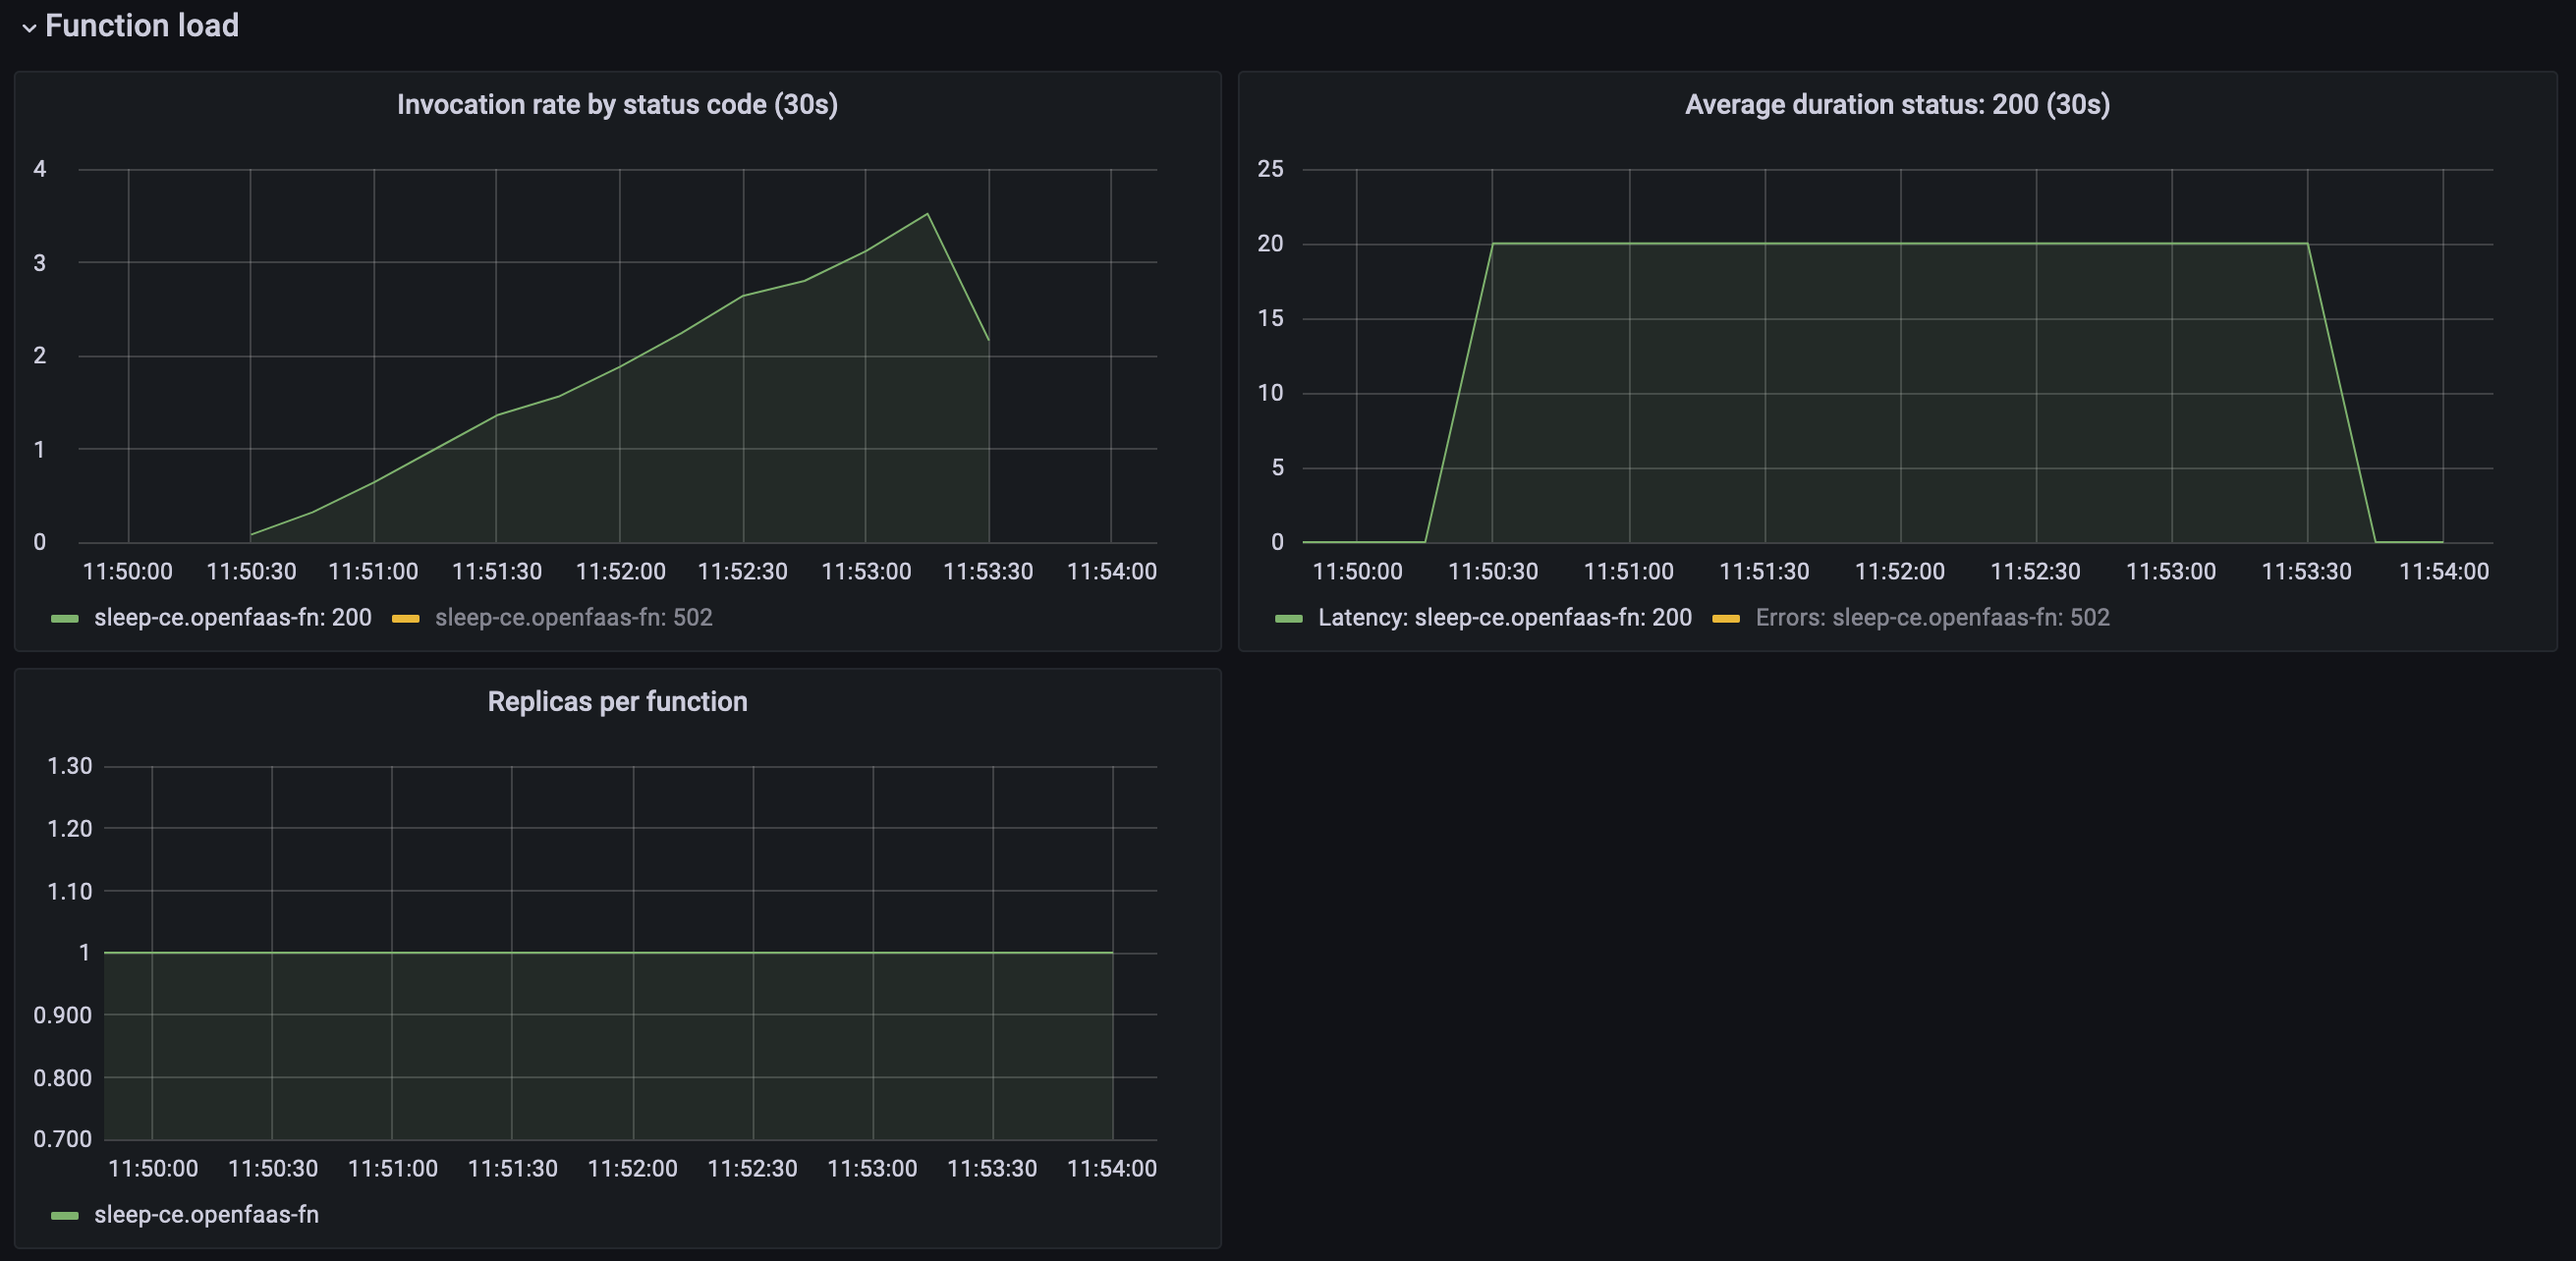 Function load
Invocation rate by status code (30s)
4
3
2
1
0
11:50:00 11:50:30 11:51:00 11:51:30 11:52:00 11:52:30 11:53:00 11:53:30 11:54:00
sleep-ce.openfaas-fn: 200 sleep-ce.openfaas-fn: 502
Average duration status: 200 (30s)
25
20
15
10
5
0
11:50:00 11:50:30 11:51:00 11:51:30 11:52:00 11:52:30 11:53:00 11:53:30 11:54:00
Latency: sleep-ce.openfaas-fn: 200 Errors: sleep-ce.openfaas-fn: 502
Replicas per function
1.30
1.20
1.10
1
0.900
0.800
0.700
11:50:00 11:50:30 11:51:00 11:51:30 11:52:00 11:52:30 11:53:00 11:53:30 11:54:00
sleep-ce.openfaas-fn